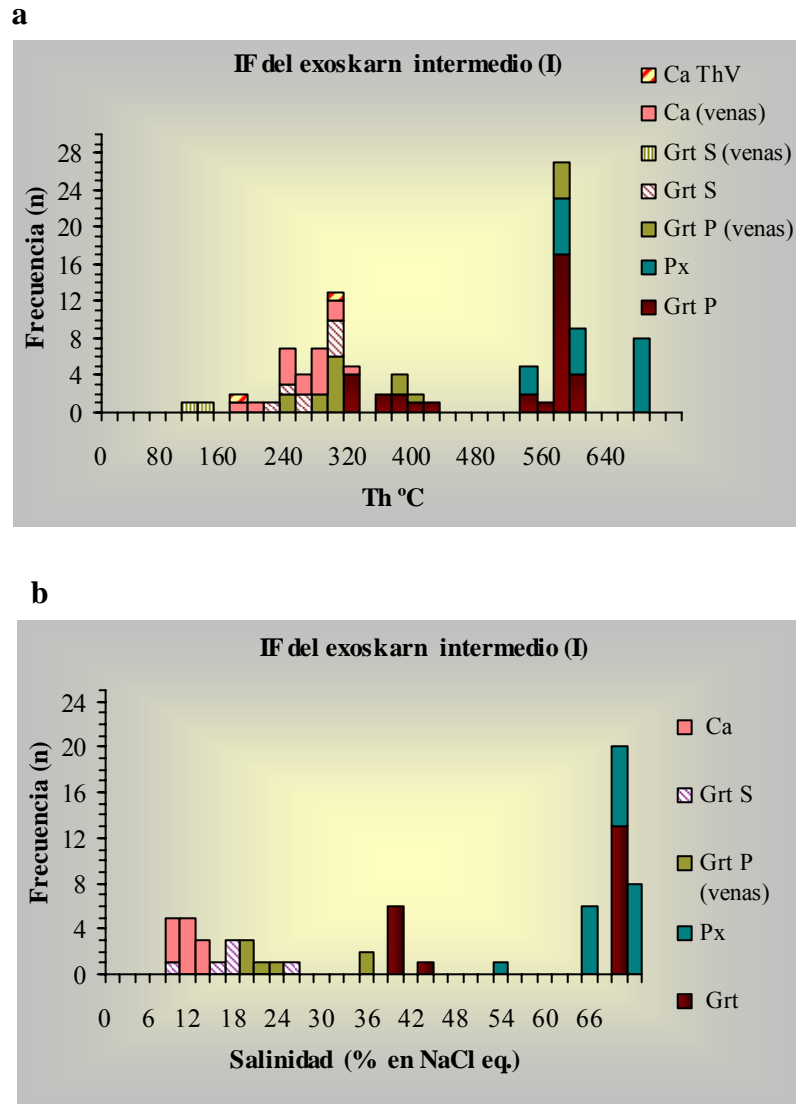 a
IF del exoskarn intermedio (I)
Ca ThV
Ca (venas)
Grt S (venas)
Grt S
Grt P (venas)
Px
Grt P
Frecuencia (n)
28
24
20
16
12
8
4
0
0 80 160 240 320 400 480 560 640
Th ºC
b
IF del exoskarn intermedio (I)
Ca
Grt S
Grt P
(venas)
Px
Grt
Frecuencia (n)
24
20
16
12
8
4
0
0 6 12 18 24 30 36 42 54 60 66
Salinidad (% en NaCl eq.)